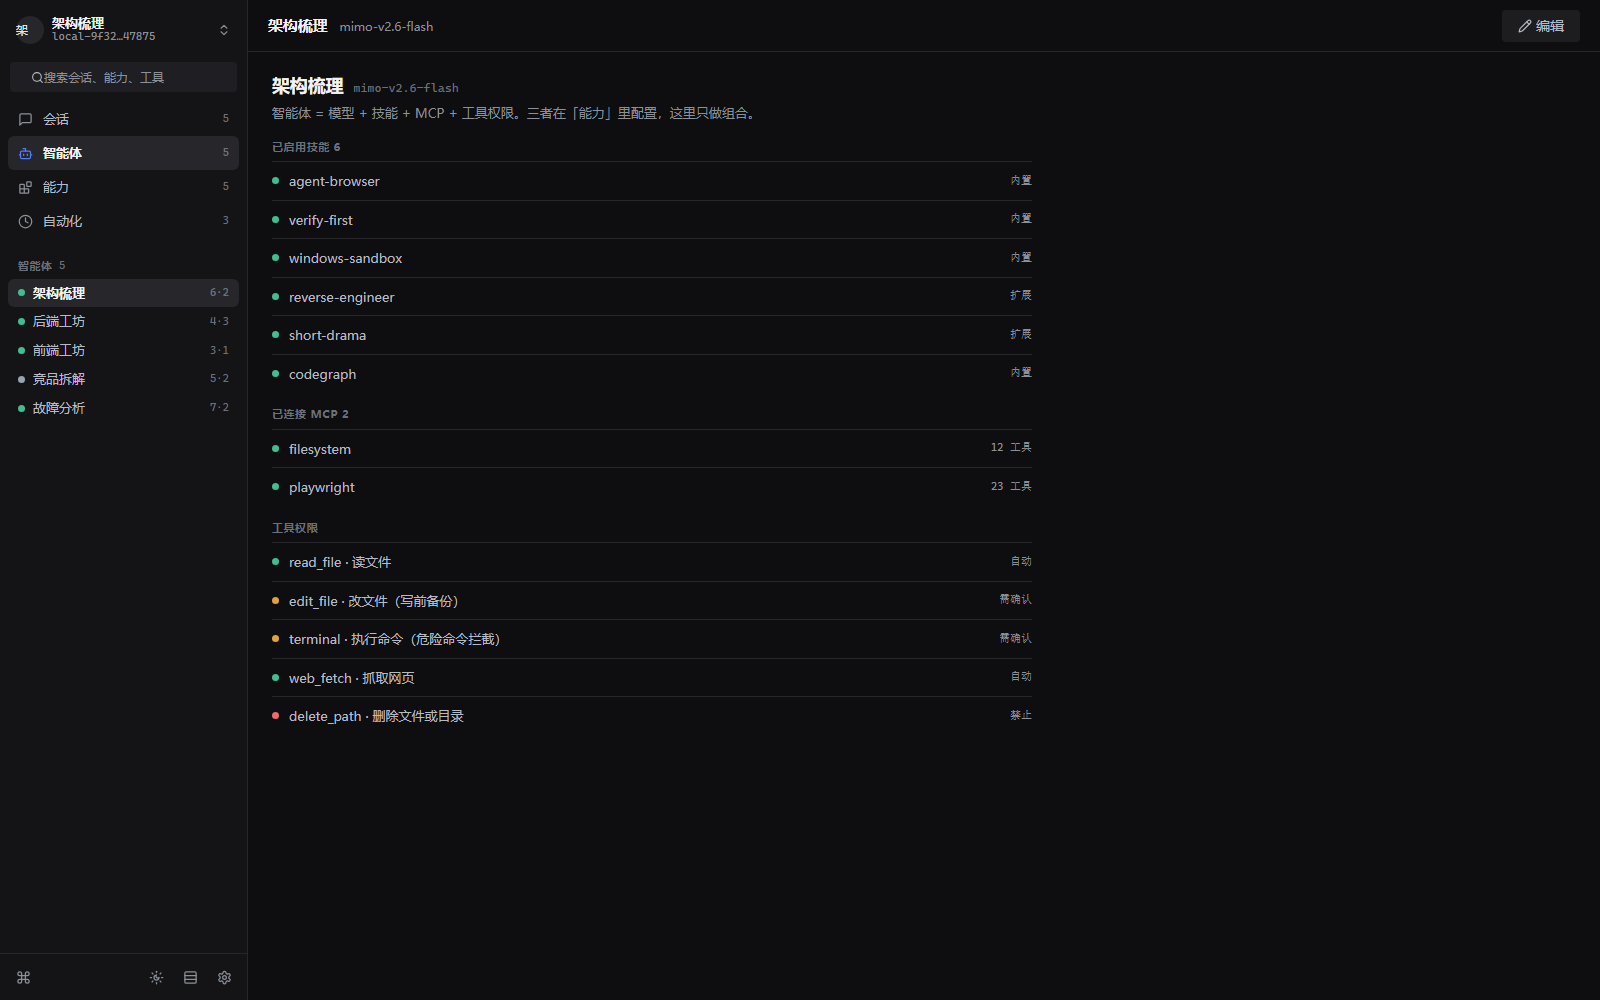 架 架构梳理
local-9f32…47875
搜索会话、能力、工具
会话 5
智能体 5
能力 5
自动化 3
智能体 5
架构梳理 6·2
后端工坊 4·3
前端工坊 3·1
竞品拆解 5·2
故障分析 7·2
架构梳理 mimo-v2.6-flash
编辑
架构梳理 mimo-v2.6-flash
智能体 = 模型 + 技能 + MCP + 工具权限。三者在「能力」里配置，这里只做组合。
已启用技能 6
agent-browser 内置
verify-first 内置
windows-sandbox 内置
reverse-engineer 扩展
short-drama 扩展
codegraph 内置
已连接 MCP 2
filesystem 12 工具
playwright 23 工具
工具权限
read_file · 读文件 自动
edit_file · 改文件（写前备份） 需确认
terminal · 执行命令（危险命令拦截） 需确认
web_fetch · 抓取网页 自动
delete_path · 删除文件或目录 禁止